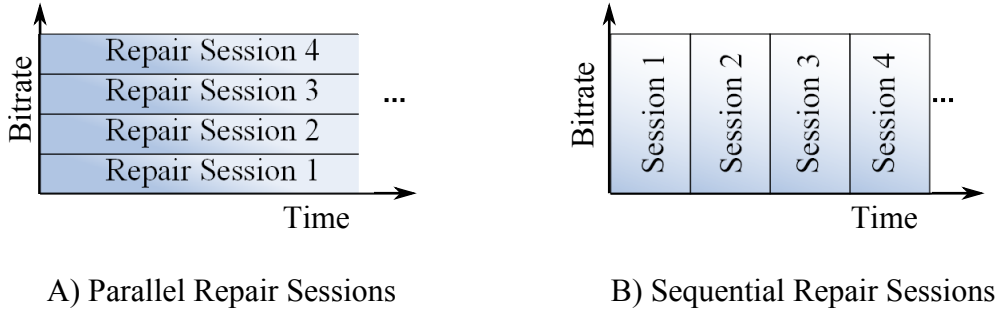 Bitrate
Repair Session 4
Repair Session 3
Repair Session 2
Repair Session 1
...
Time
A) Parallel Repair Sessions
Bitrate
Session 1
Session 2
Session 3
Session 4
...
Time
B) Sequential Repair Sessions